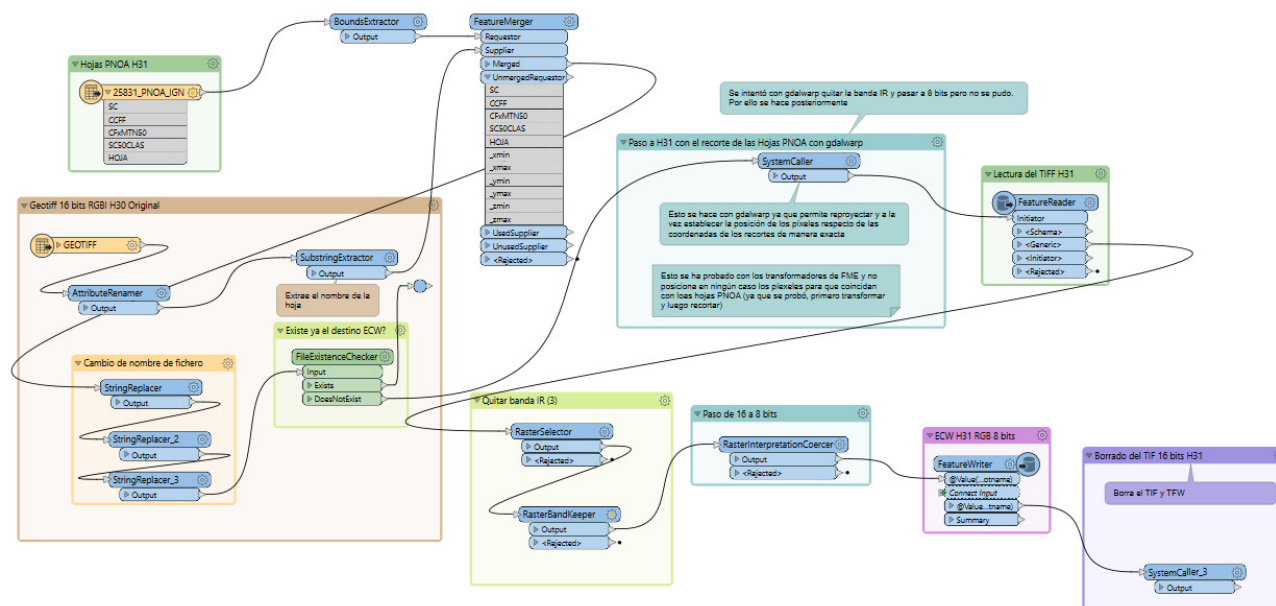 Hojas PNOA H31
25831_PNOA_IGN
SC
CCFF
CFxMTN50
SC50CLAS
HOJA
BoundsExtractor
Output
FeatureMerger
Requestor
Supplier
Merged
UnmergedRequestor
SC
CCFF
CFxMTN50
SC50CLAS
HOJA
_xmin
_xmax
_ymin
_ymax
_zmin
_zmax
UsedSupplier
UnusedSupplier
<Rejected>
Geotiff 16 bits RGBI H30 Original
GEOTIFF
AttributeRenamer
Output
SubstringExtractor
Output
Extrae el nombre de la
hoja
Cambio de nombre de fichero
StringReplacer
Output
StringReplacer_2
Output
StringReplacer_3
Output
Existe ya el destino ECW?
FileExistenceChecker
Input
Exists
DoesNotExist
Se intentó con gdalwarp quitar la banda IR y pasar a 8 bits pero no se pudo.
Por ello se hace posteriormente
Paso a H31 con el recorte de las Hojas PNOA con gdalwarp
SystemCaller
Output
Esto se hace con gdalwarp ya que permite reproyectar y a la
vez establecer la posición de los píxeles respecto de las
coordenadas de los recortes de manera exacta
Esto se ha probado con los transformadores de FME y no
posiciona en ningún caso los píexeles para que coincidan
con loas hojas PNOA (ya que se probó, primero transformar
y luego recortar)
Lectura del TIFF H31
FeatureReader
Initiator
<Schema>
<Generic>
<Initiator>
<Rejected>
Quitar banda IR (3)
RasterSelector
Output
<Rejected>
RasterBandKeeper
Output
<Rejected>
Paso de 16 a 8 bits
RasterInterpretationCoercer
Output
<Rejected>
ECW H31 RGB 8 bits
FeatureWriter
@Value(...otname)
Connect Input
@Value...tname)
Summary
Borrado del TIF 16 bits H31
Borra el TIF y TFW
SystemCaller_3
Output